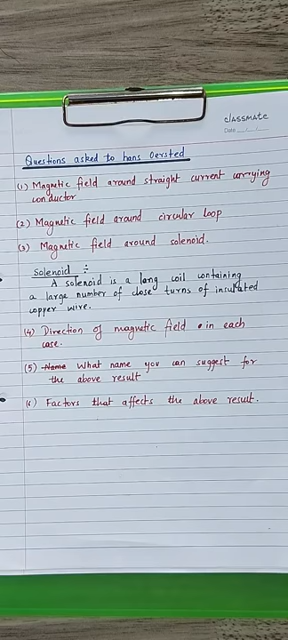 classmate
Date
Questions asked to hans Oersted
(1) Magnetic field around straight current carrying
conductor
(2) Magnetic field around circular loop
(3) Magnetic field around solenoid.
Solenoid :-
A solenoid is a long coil containing
a large number of close turns of insulated
copper wire.
(4) Direction of magnetic field in each
case.
(5) Name What name you can suggest for
the above result
(6) Factors that affects the above result.